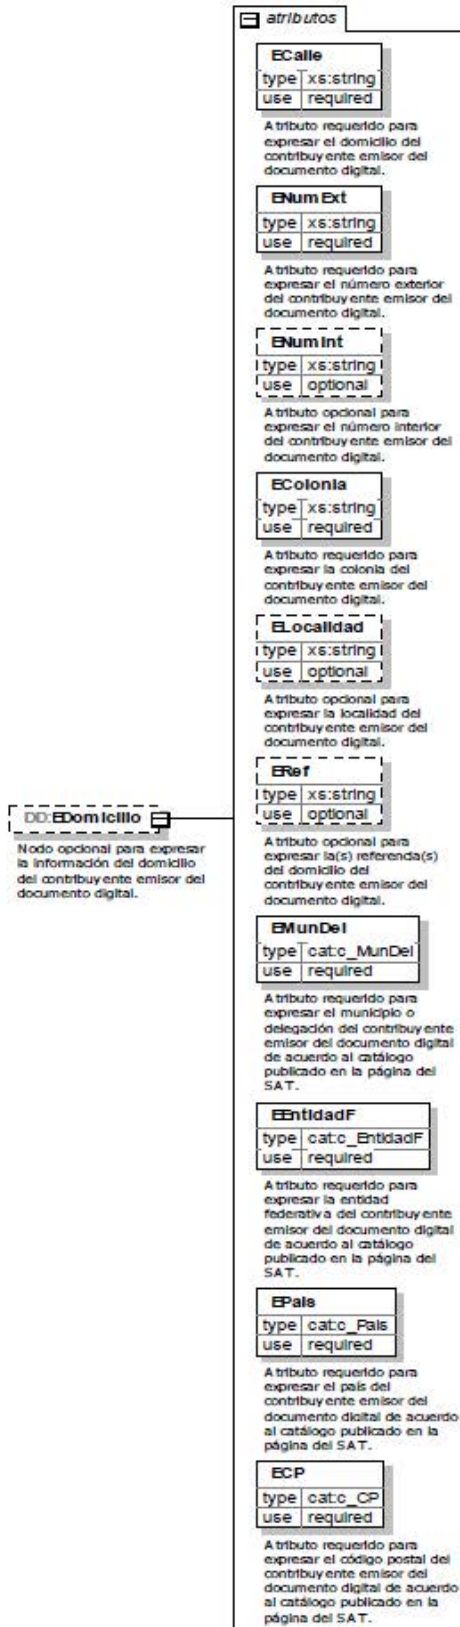 atributos
ECalle
type xs:string
use required
Atributo requerido para
expresar el domicilio del
contribuyente emisor del
documento digital.
ENumExt
type xs:string
use required
Atributo requerido para
expresar el número exterior
del contribuyente emisor del
documento digital.
ENumInt
type xs:string
use optional
Atributo opcional para
expresar el número interior
del contribuyente emisor del
documento digital.
EColonia
type xs:string
use required
Atributo requerido para
expresar la colonia del
contribuyente emisor del
documento digital.
ELocalidad
type xs:string
use optional
Atributo opcional para
expresar la localidad del
contribuyente emisor del
documento digital.
ERef
type xs:string
use optional
Atributo opcional para
expresar la(s) referencia(s)
del domicilio del
contribuyente emisor del
documento digital.
DD:EDomicilio
Nodo opcional para expresar
la información del domicilio
del contribuyente emisor del
documento digital.
EMunDel
type cat:c_MunDel
use required
Atributo requerido para
expresar el municipio o
delegación del contribuyente
emisor del documento digital
de acuerdo al catálogo
publicado en la página del
SAT.
EEntidadF
type cat:c_EntidadF
use required
Atributo requerido para
expresar la entidad
federativa del contribuyente
emisor del documento digital
de acuerdo al catálogo
publicado en la página del
SAT.
EPais
type cat:c_Pais
use required
Atributo requerido para
expresar el país del
contribuyente emisor del
documento digital de acuerdo
al catálogo publicado en la
página del SAT.
ECP
type cat:c_CP
use required
Atributo requerido para
expresar el código postal del
contribuyente emisor del
documento digital de acuerdo
al catálogo publicado en la
página del SAT.